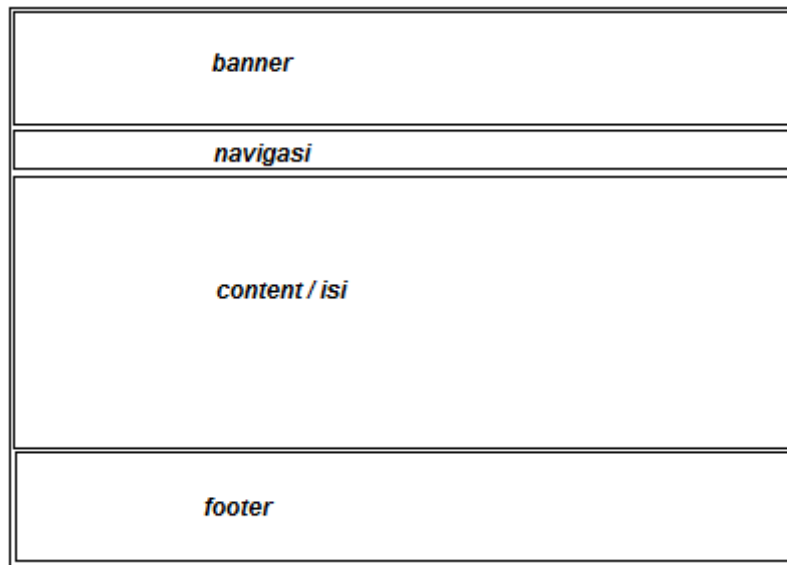 banner
navigasi
content / isi
footer